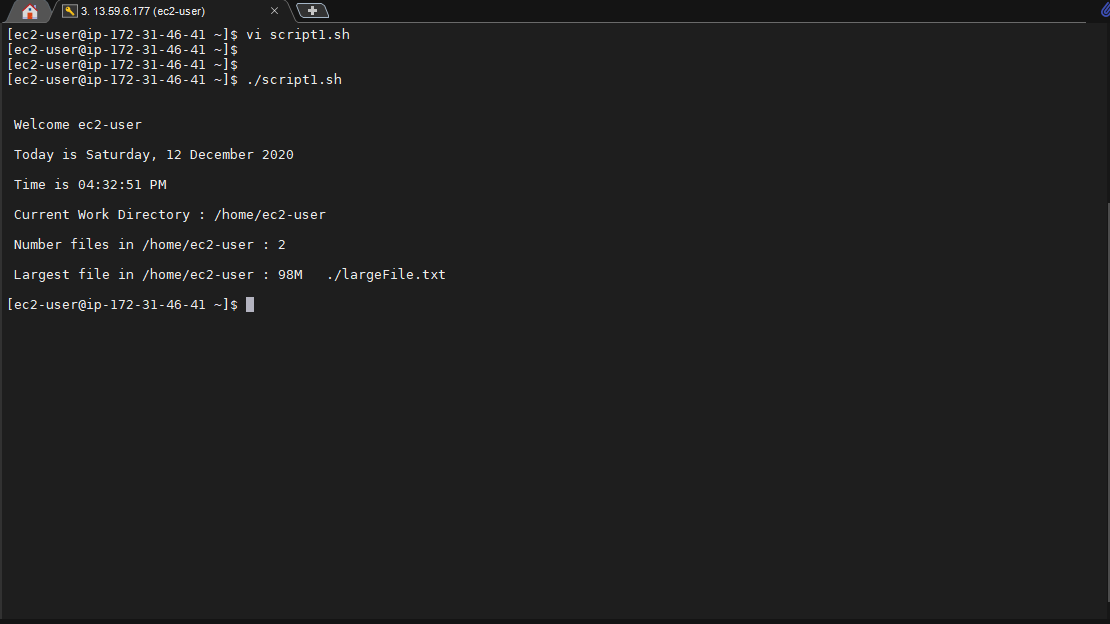 3. 13.59.6.177 (ec2-user)
[ec2-user@ip-172-31-46-41 ~]$ vi script1.sh
[ec2-user@ip-172-31-46-41 ~]$
[ec2-user@ip-172-31-46-41 ~]$
[ec2-user@ip-172-31-46-41 ~]$ ./script1.sh
Welcome ec2-user
Today is Saturday, 12 December 2020
Time is 04:32:51 PM
Current Work Directory : /home/ec2-user
Number files in /home/ec2-user : 2
Largest file in /home/ec2-user : 98M   ./largeFile.txt
[ec2-user@ip-172-31-46-41 ~]$